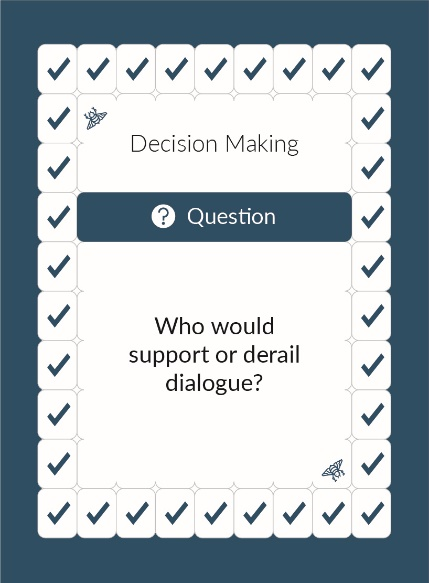 Decision Making
? Question
Who would
support or derail
dialogue?